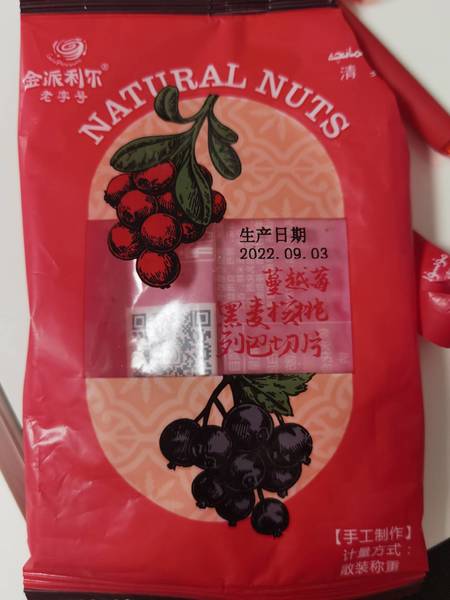 金派利尔®
老字号
清
NATURAL NUTS
生产日期
2022.09.03
蔓越莓
黑麦核桃
列巴切片
【手工制作】
计量方式：
散装称重